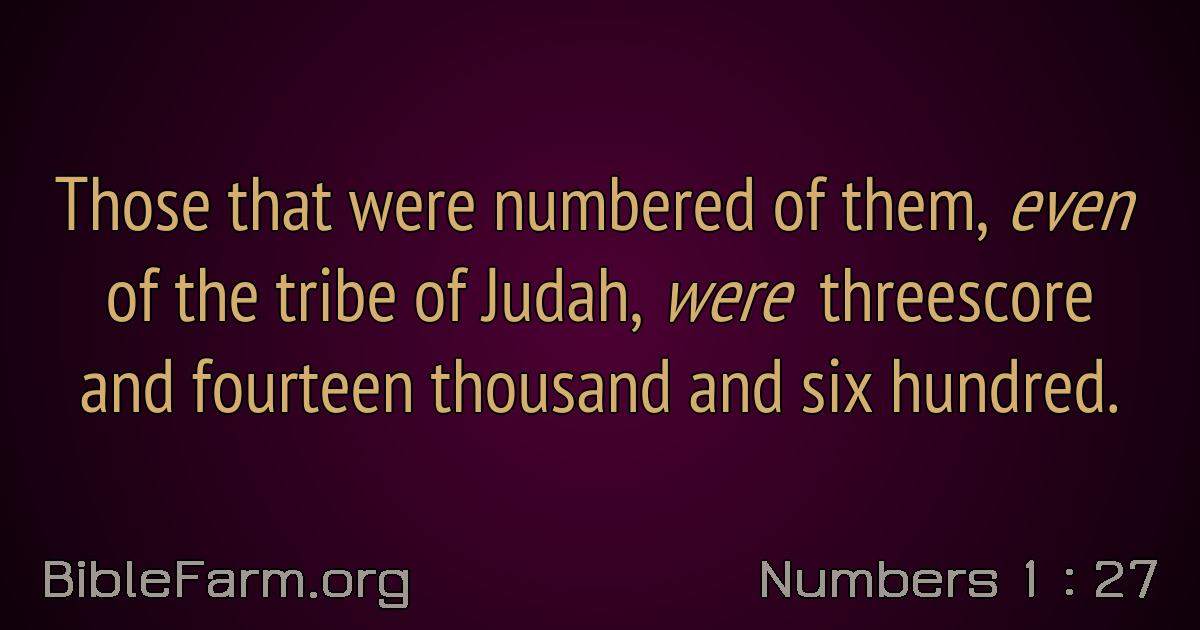 Those that were numbered of them, even
of the tribe of Judah, were threescore
and fourteen thousand and six hundred.
BibleFarm.org
Numbers 1 : 27